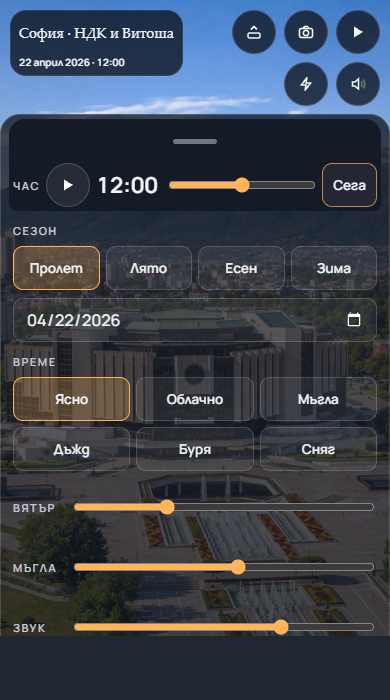 София · НДК и Витоша
22 април 2026 · 12:00
ЧАС 12:00 Сега
СЕЗОН
Пролет Лято Есен Зима
04/22/2026
ВРЕМЕ
Ясно Облачно Мъгла
Дъжд Буря Сняг
ВЯТЪР
МЪГЛА
ЗВУК